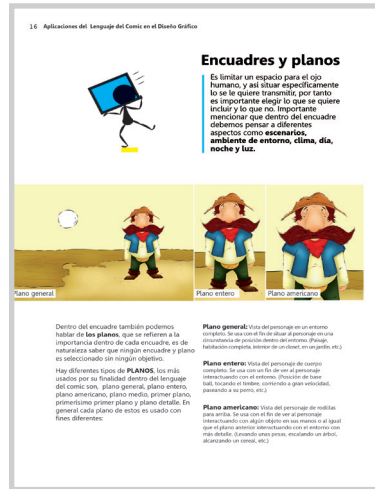 16 Aplicaciones del Lenguaje del Comic en el Diseño Gráfico
Encuadres y planos
Es limitar un espacio para el ojo
humano, y así situar específicamente
lo se le quiere transmitir, por tanto
es importante elegir lo que se quiere
incluir y lo que no. Importante
mencionar que dentro del encuadre
debemos pensar a diferentes
aspectos como escenarios,
ambiente de entorno, clima, día,
noche y luz.
Plano general
Plano entero
Plano americano
Dentro del encuadre también podemos
hablar de los planos, que se refieren a la
importancia dentro de cada encuadre, es de
naturaleza saber que ningún encuadre y plano
es seleccionado sin ningún objetivo.
Hay diferentes tipos de PLANOS, los más
usados por su finalidad dentro del lenguaje
del comic son, plano general, plano entero,
plano americano, plano medio, primer plano,
primerísimo primer plano y plano detalle. En
general cada plano de estos es usado con
fines diferentes:
Plano general: Vista del personaje en un entorno
completo. Se usa con el fin de situar al personaje en una
circunstancia de posición dentro del entorno. (Paisaje,
habitación completa, interior de un closet, en un jardín, etc.)
Plano entero: Vista del personaje de cuerpo
completo. Se usa con un fin de ver al personaje
interactuando con el entorno. (Posición de base
ball, tocando el timbre, corriendo a gran velocidad,
paseando a su perro, etc.)
Plano americano: Vista del personaje de rodillas
para arriba. Se usa con el fin de ver al personaje
interactuando con algún objeto en sus manos o al igual
que el plano anterior interactuando con el entorno con
más detalle. (Levando unas pesas, escalando un árbol,
alcanzando un cereal, etc.)